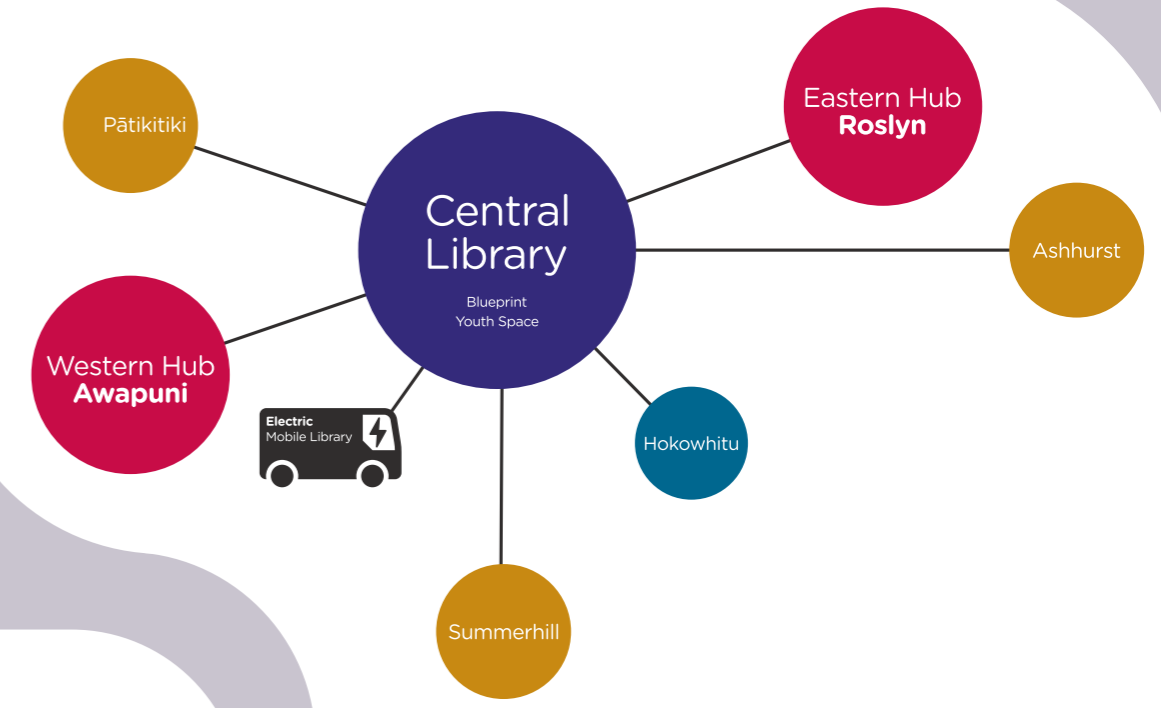 Pātikitiki
Eastern Hub
Roslyn
Central
Library
Blueprint
Youth Space
Ashhurst
Western Hub
Awapuni
Electric
Mobile Library
Hokowhitu
Summerhill